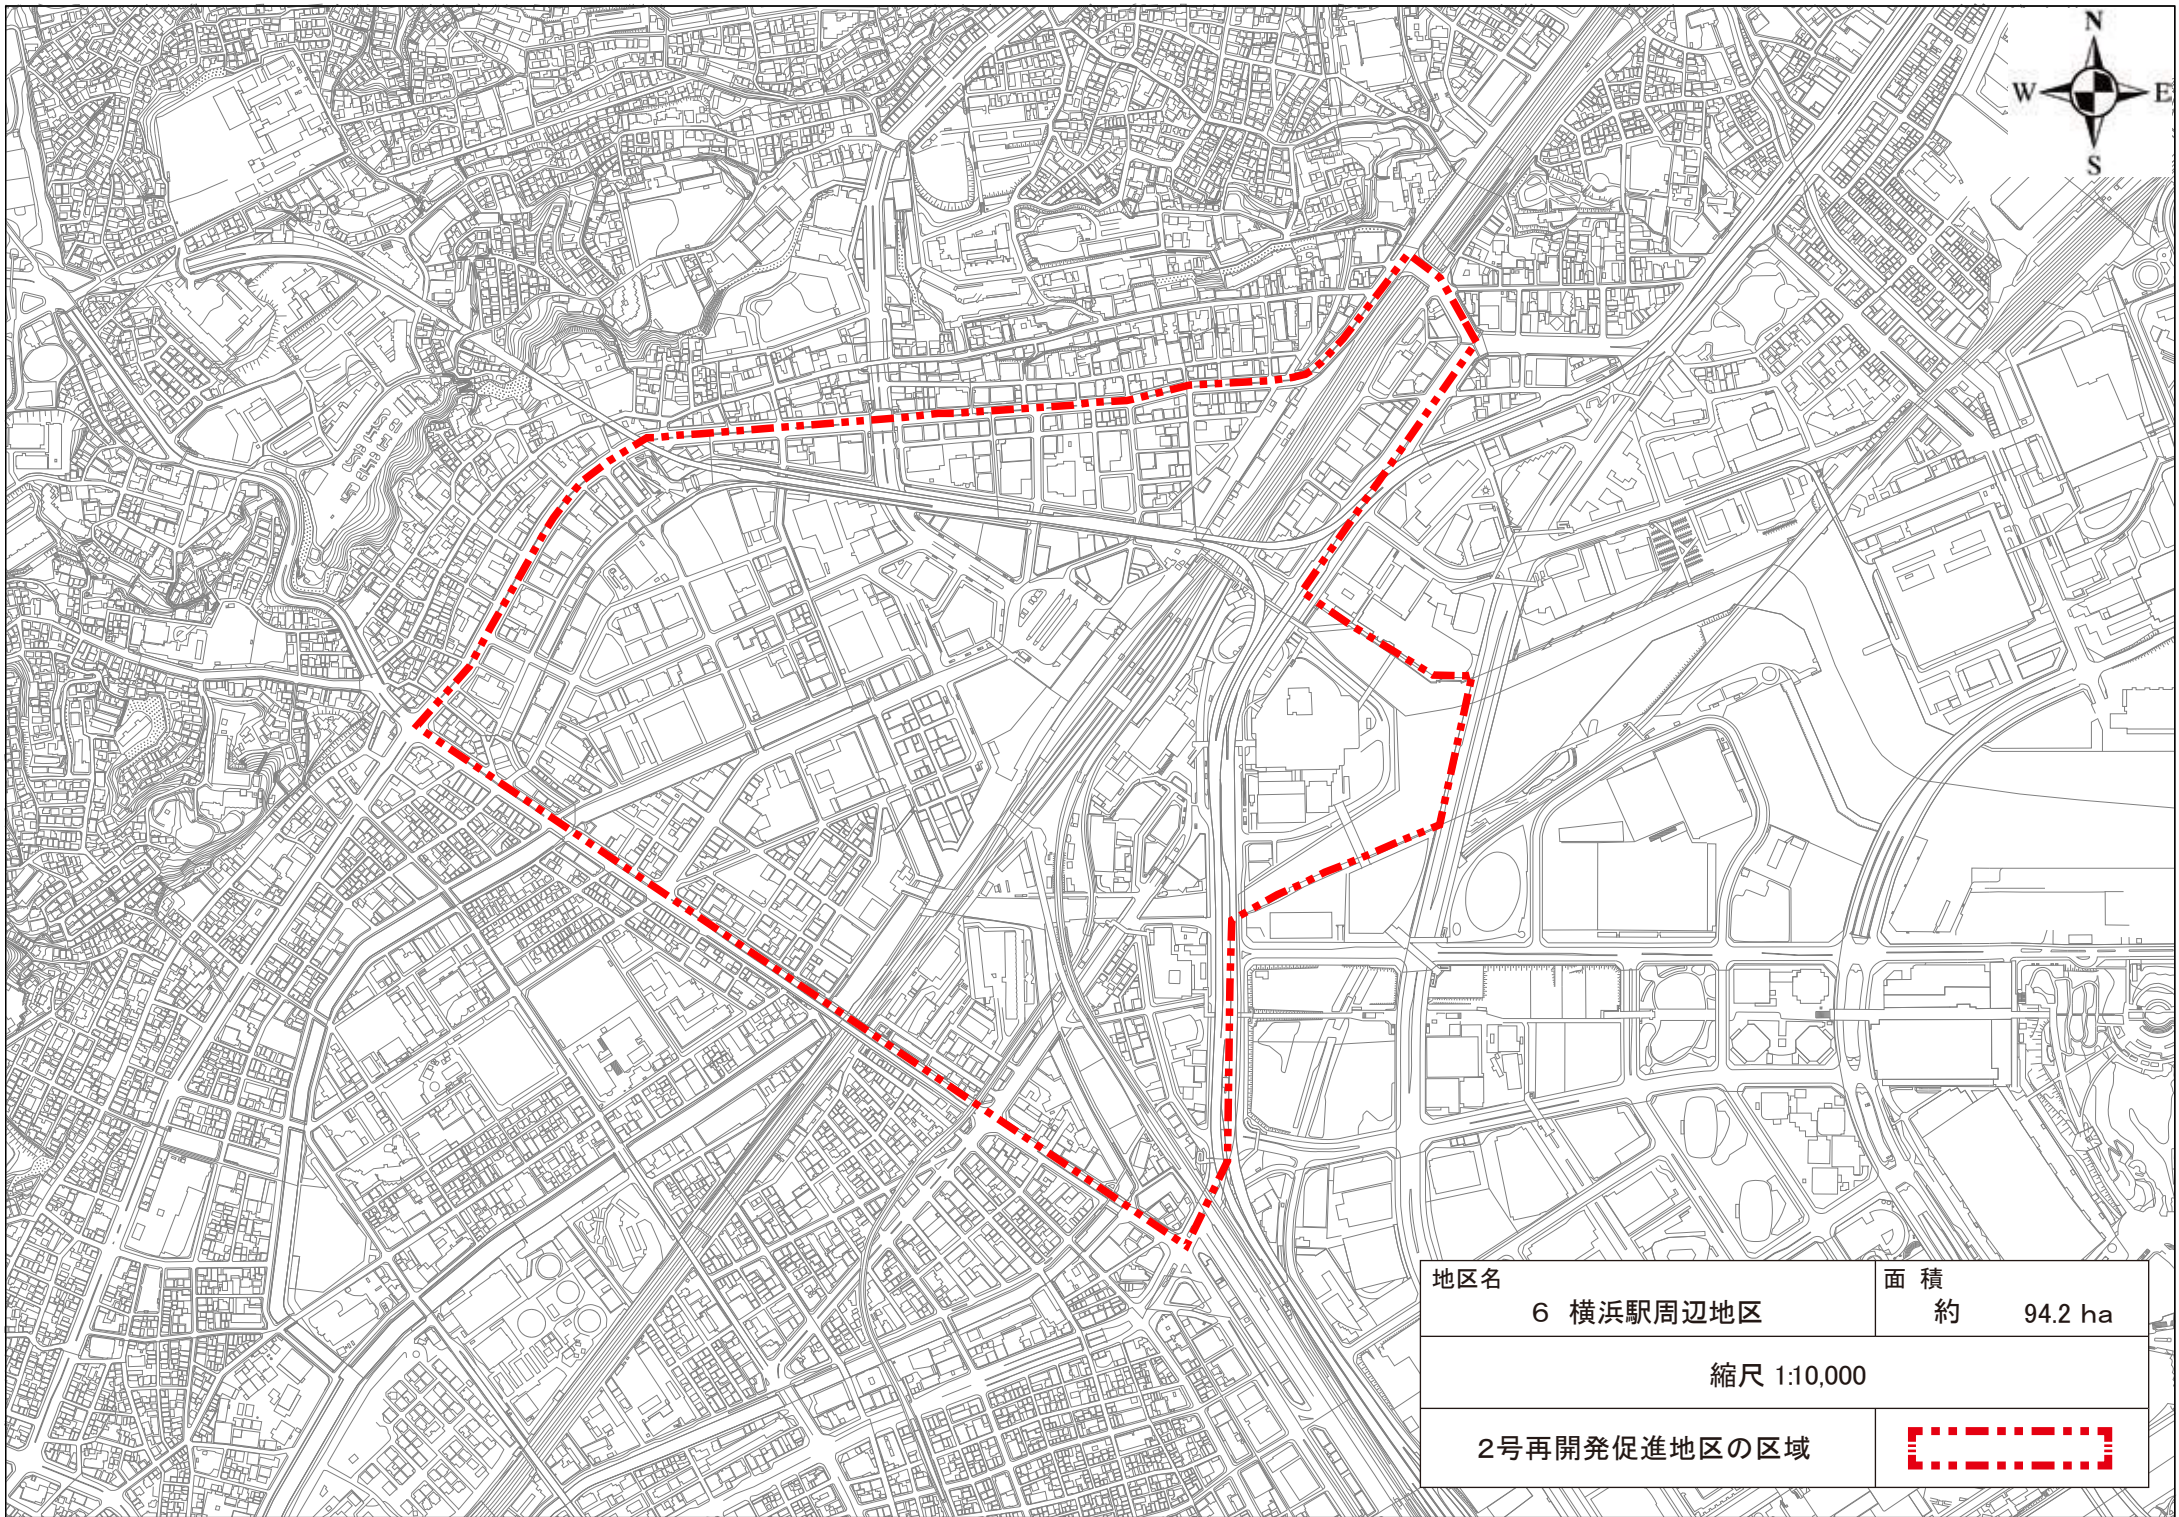 N
W E
S
地区名
6 横浜駅周辺地区
面 積
約 94.2 ha
縮尺 1:10,000
2号再開発促進地区の区域